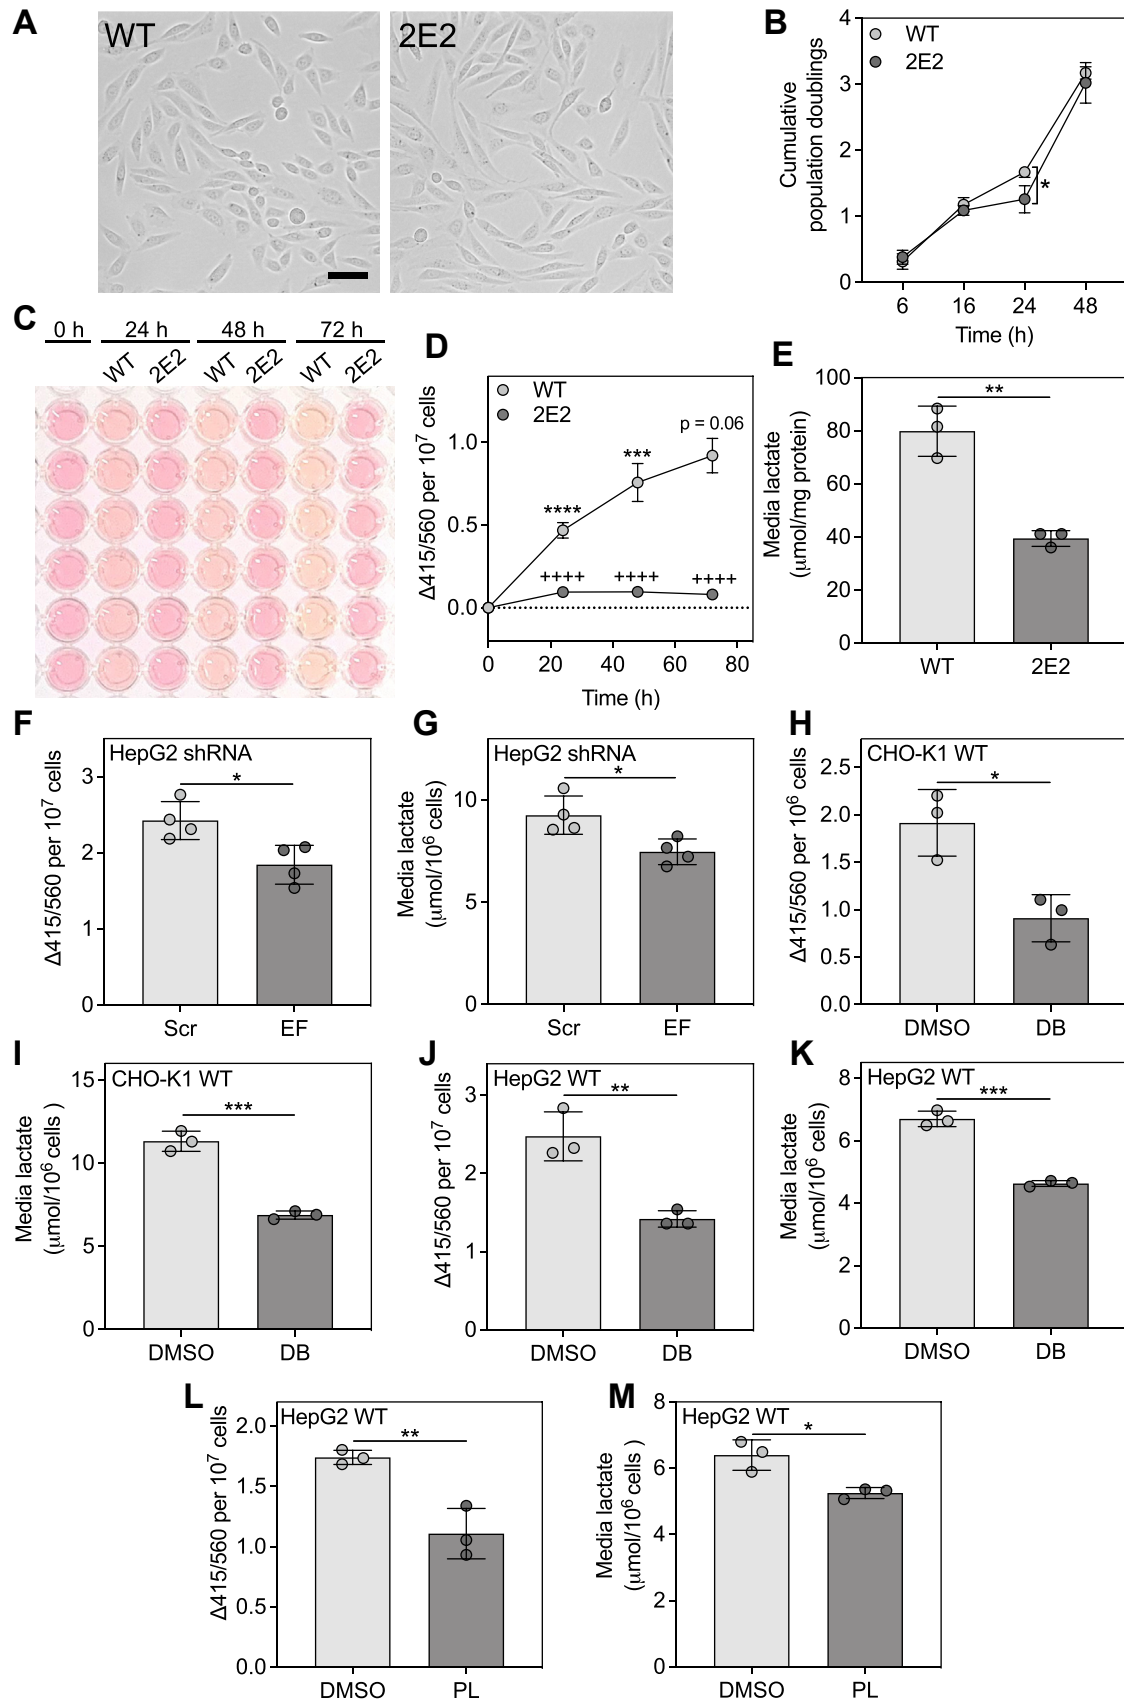 A
WT
2E2
B
Cumulative
population doublings
4
3
2
1
0
WT
2E2
*
6 16 24 48
Time (h)
C
0 h 24 h 48 h 72 h
WT 2E2 WT 2E2 WT 2E2
D
Δ415/560 per 10⁷ cells
1.0
0.5
0.0
WT
2E2
p = 0.06
***
****
++++ ++++ ++++
0 20 40 60 80
Time (h)
E
Media lactate
(μmol/mg protein)
100
80
60
40
20
0
**
WT 2E2
F
Δ415/560 per 10⁷ cells
3
2
1
0
HepG2 shRNA
*
Scr EF
G
Media lactate
(μmol/10⁶ cells)
10
5
0
HepG2 shRNA
*
Scr EF
H
Δ415/560 per 10⁶ cells
2.5
2.0
1.5
1.0
0.5
0.0
CHO-K1 WT
*
DMSO DB
I
Media lactate
(μmol/10⁶ cells )
15
10
5
0
CHO-K1 WT
***
DMSO DB
J
Δ415/560 per 10⁷ cells
3
2
1
0
HepG2 WT
**
DMSO DB
K
Media lactate
(μmol/10⁶ cells)
8
6
4
2
0
HepG2 WT
***
DMSO DB
L
Δ415/560 per 10⁷ cells
2.0
1.5
1.0
0.5
0.0
HepG2 WT
**
DMSO PL
M
Media lactate
(μmol/10⁶ cells )
8
6
4
2
0
HepG2 WT
*
DMSO PL